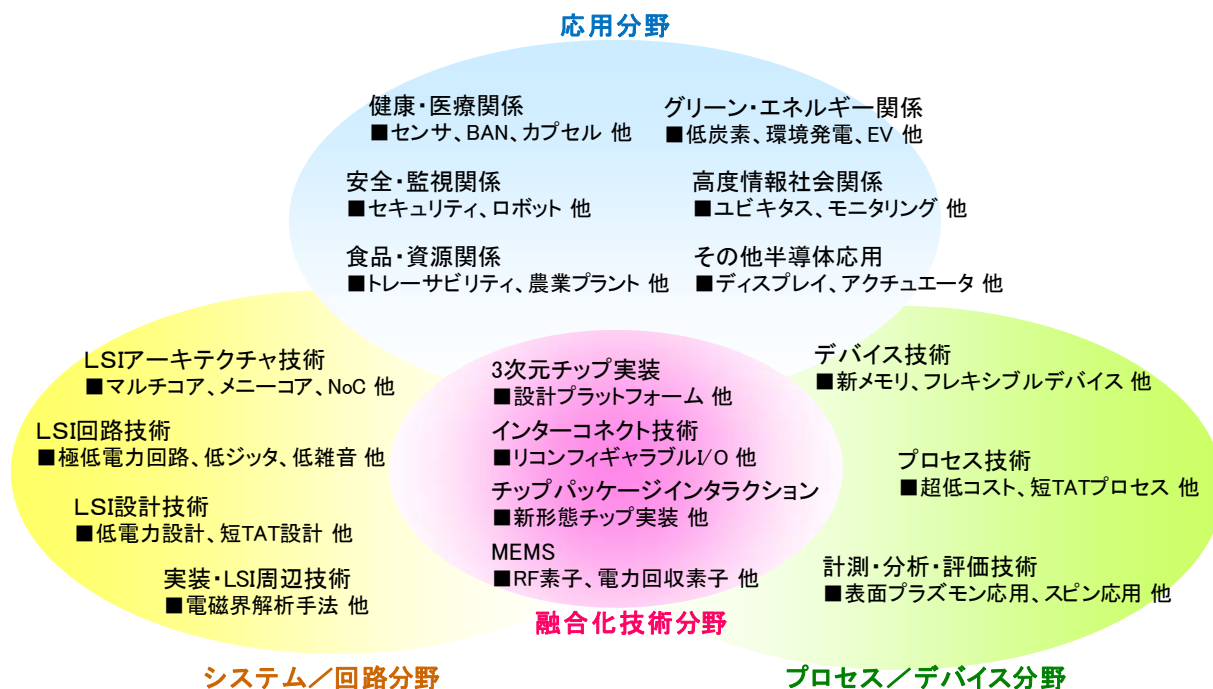 応用分野
健康・医療関係
■センサ、BAN、カプセル 他
グリーン・エネルギー関係
■低炭素、環境発電、EV 他
安全・監視関係
■セキュリティ、ロボット 他
高度情報社会関係
■ユビキタス、モニタリング 他
食品・資源関係
■トレーサビリティ、農業プラント 他
その他半導体応用
■ディスプレイ、アクチュエータ 他
LSIアーキテクチャ技術
■マルチコア、メニーコア、NoC 他
LSI回路技術
■極低電力回路、低ジッタ、低雑音 他
LSI設計技術
■低電力設計、短TAT設計 他
実装・LSI周辺技術
■電磁界解析手法 他
システム／回路分野
3次元チップ実装
■設計プラットフォーム 他
インターコネクト技術
■リコンフィギャラブルI/O 他
チップパッケージインタラクション
■新形態チップ実装 他
MEMS
■RF素子、電力回収素子 他
融合化技術分野
デバイス技術
■新メモリ、フレキシブルデバイス 他
プロセス技術
■超低コスト、短TATプロセス 他
計測・分析・評価技術
■表面プラズモン応用、スピン応用 他
プロセス／デバイス分野